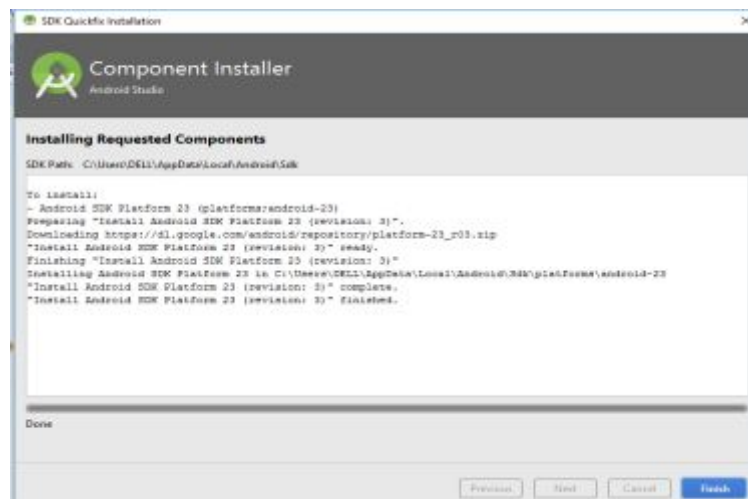 SDK Quickfix Installation
Component Installer
Android Studio
Installing Requested Components
SDK Path: C:\Users\DELL\AppData\Local\Android\Sdk
To install:
- Android SDK Platform 23 (platforms;android-23)
Preparing "Install Android SDK Platform 23 (revision: 3)".
Downloading https://dl.google.com/android/repository/platform-23_r03.zip
"Install Android SDK Platform 23 (revision: 3)" ready.
Finishing "Install Android SDK Platform 23 (revision: 3)"
Installing Android SDK Platform 23 in C:\Users\DELL\AppData\Local\Android\Sdk\platforms\android-23
"Install Android SDK Platform 23 (revision: 3)" complete.
"Install Android SDK Platform 23 (revision: 3)" finished.
Done
Previous Next Cancel Finish